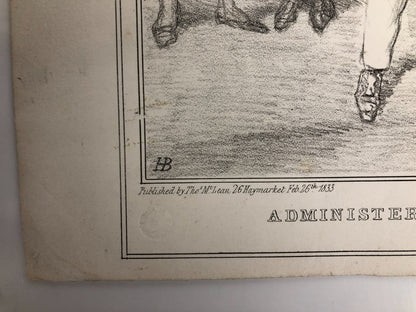 HB
Published by Thos. McLean, 26 Haymarket Feb. 26th 1833
ADMINISTER